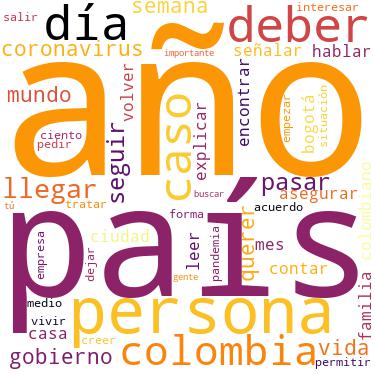 salir
semana
interesar
día
deber
coronavirus
señalar
hablar
importante
año
mundo
volver
caso
explicar
encontrar
empezar
bogotá
situación
ciento
pedir
seguir
llegar
pasar
asegurar
colombiano
tú
tratar
buscar
país
forma
acuerdo
ciudad
querer
mes
leer
pandemia
contar
familia
empresa
dejar
gente
medio
persona
vivir
casa
creer
gobierno
colombia
vida
permitir